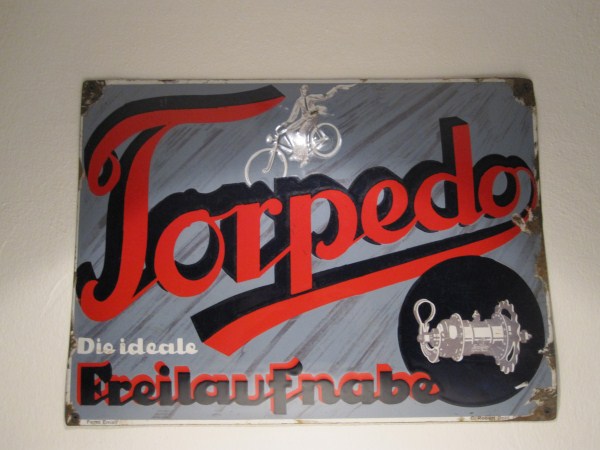 Torpedo
Die ideale
Freilaufnabe